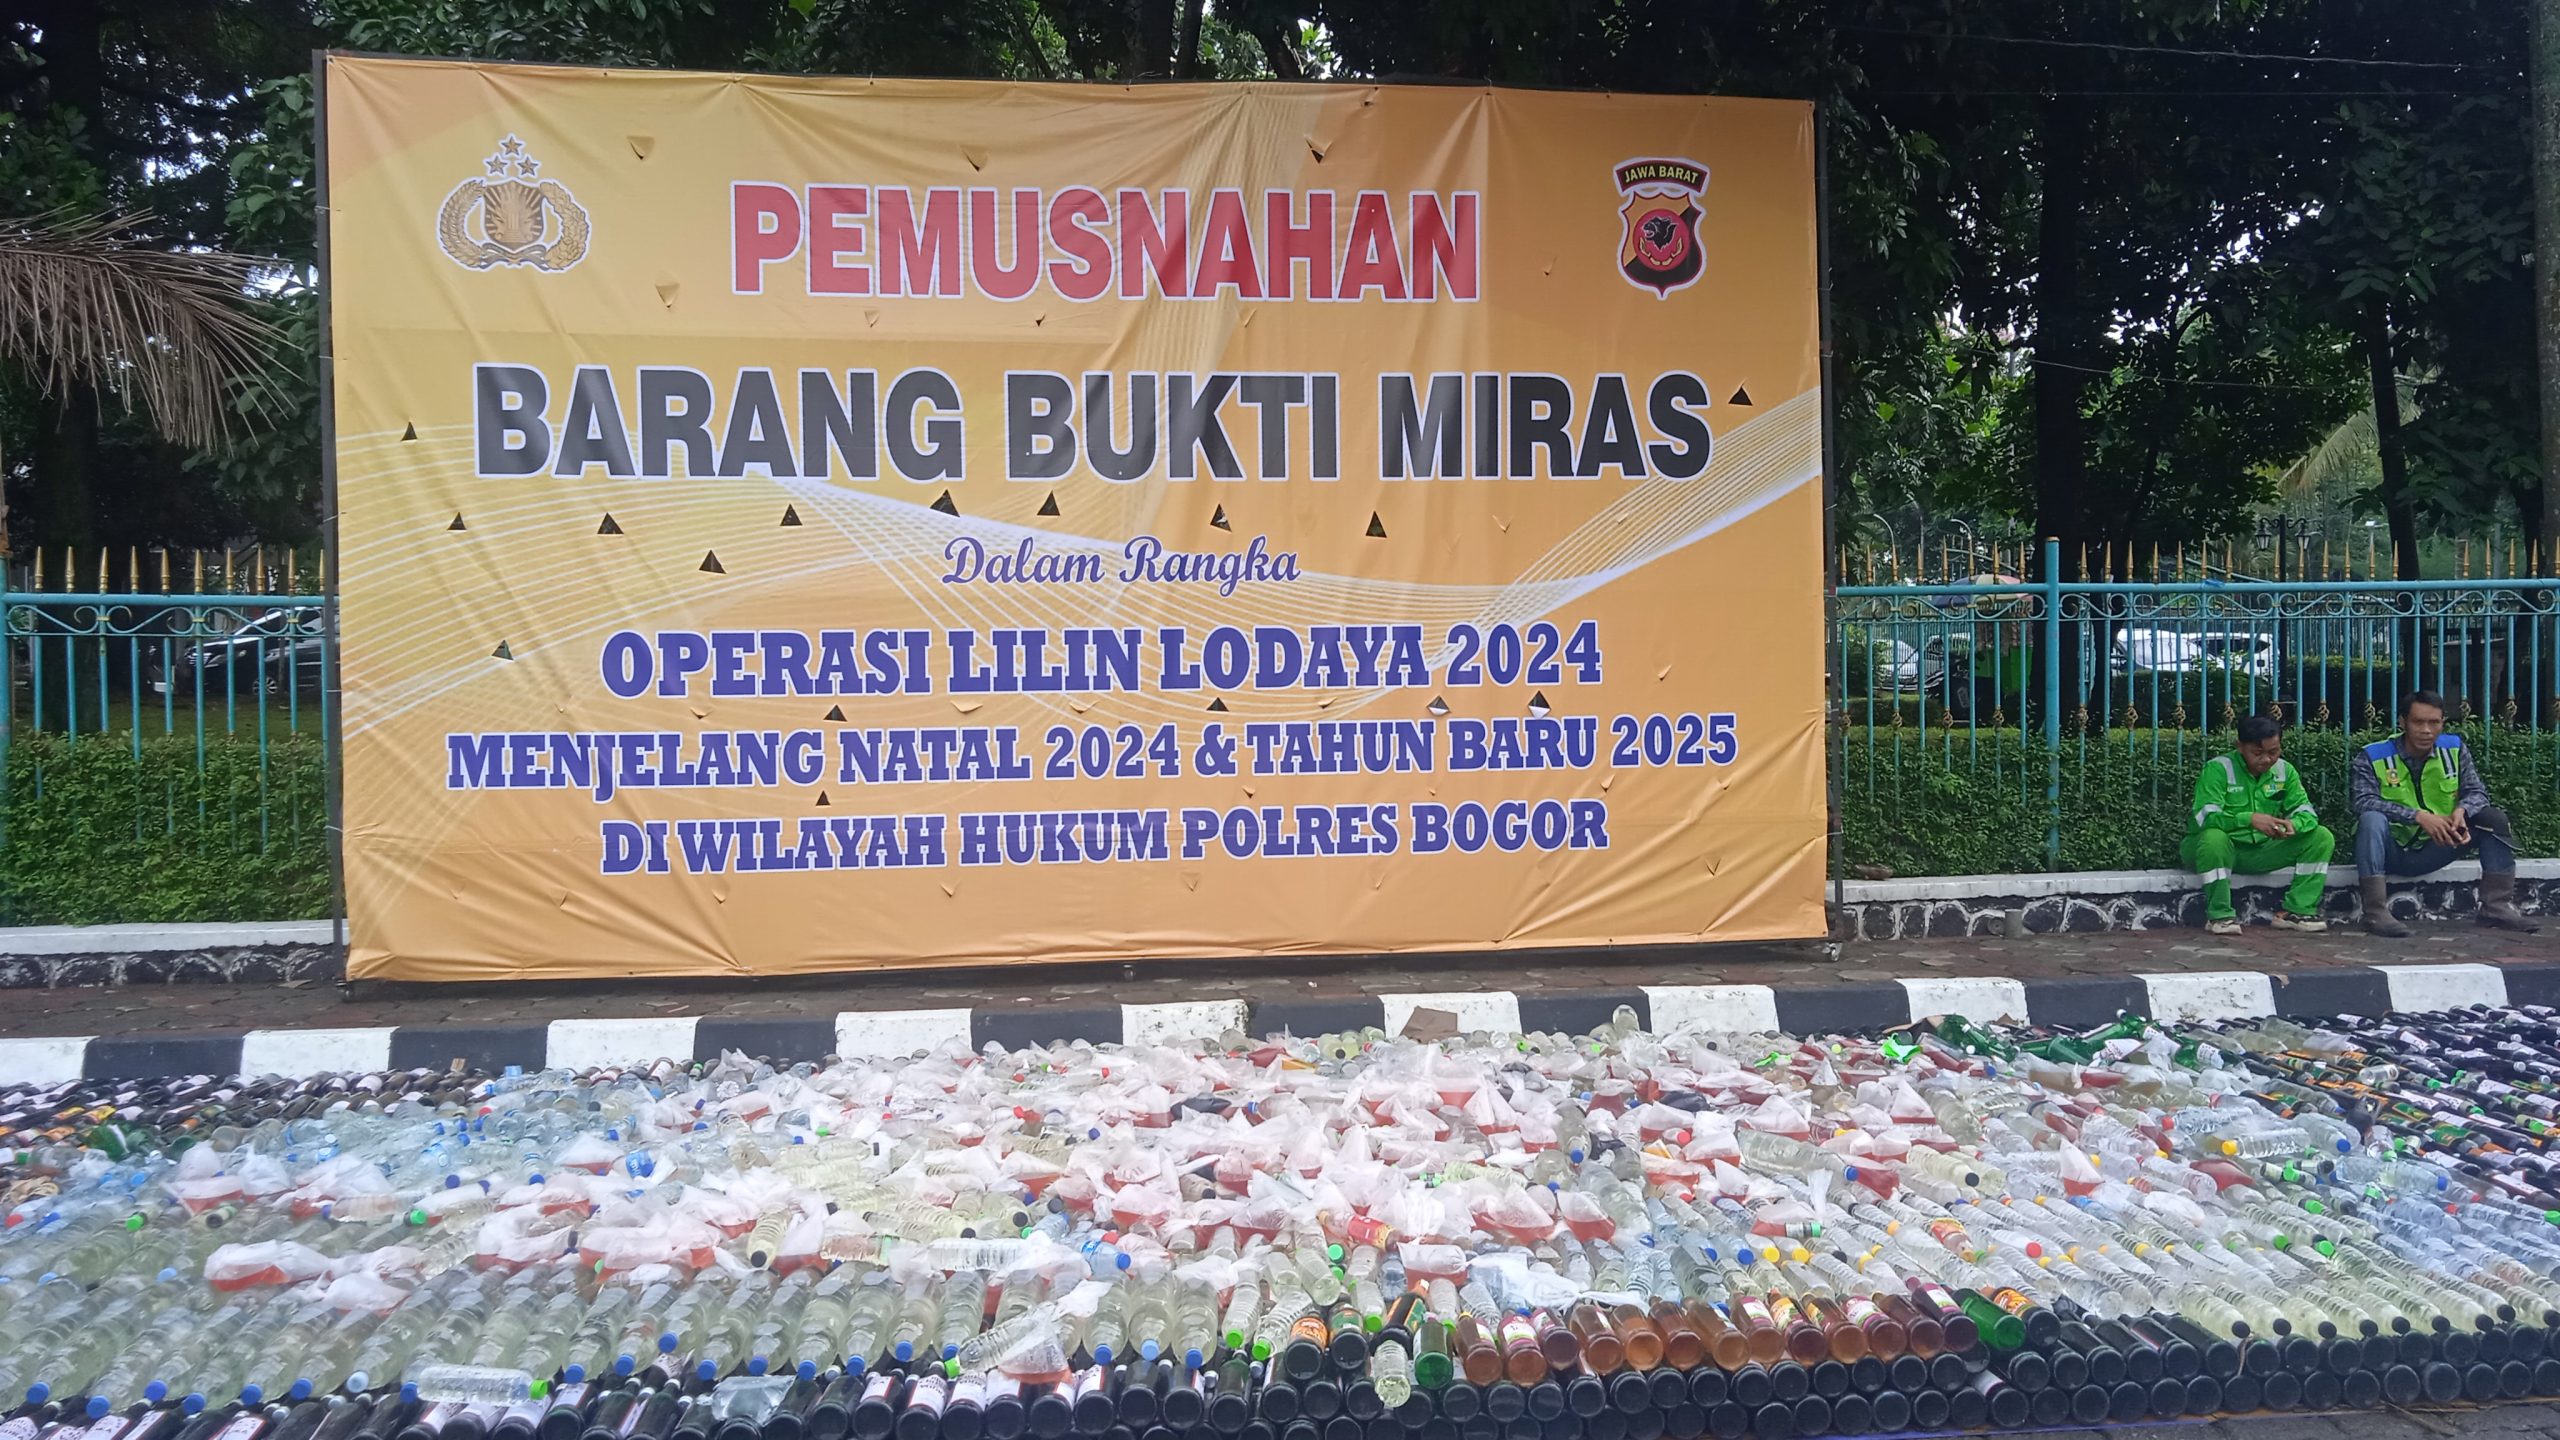 JAWA BARAT
PEMUSNAHAN
BARANG BUKTI MIRAS
Dalam Rangka
OPERASI LILIN LODAYA 2024
MENJELANG NATAL 2024 & TAHUN BARU 2025
DI WILAYAH HUKUM POLRES BOGOR